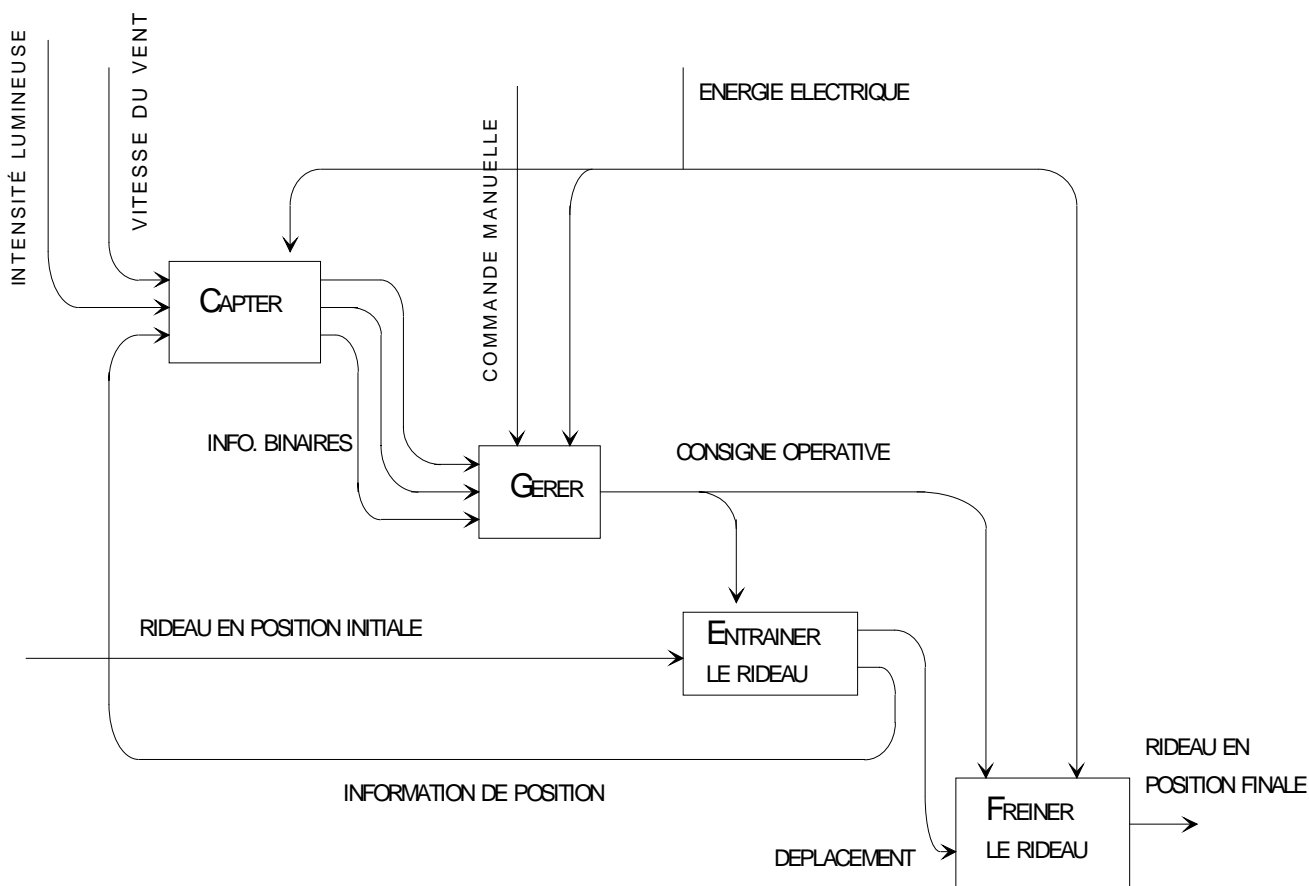 INTENSITÉ LUMINEUSE
VITESSE DU VENT
ENERGIE ELECTRIQUE
COMMANDE MANUELLE
CAPTER
INFO. BINAIRES
CONSIGNE OPERATIVE
GERER
RIDEAU EN POSITION INITIALE
ENTRAINER
LE RIDEAU
INFORMATION DE POSITION
RIDEAU EN
POSITION FINALE
FREINER
LE RIDEAU
DEPLACEMENT